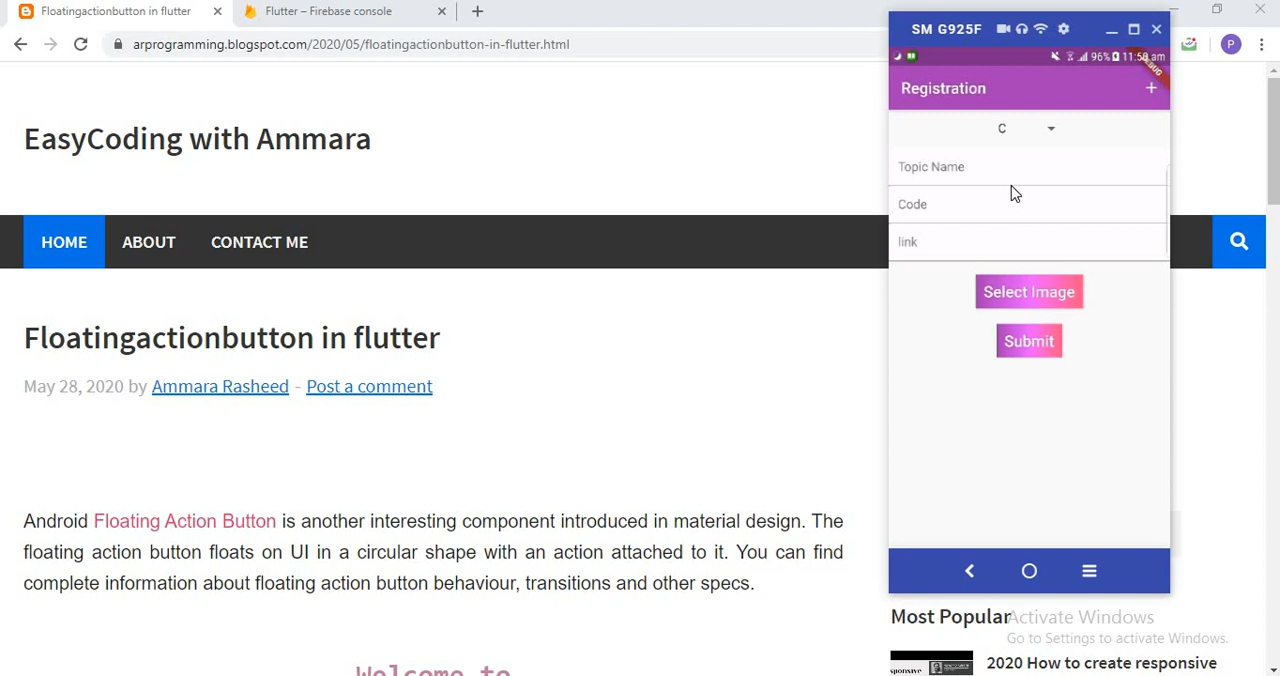 Floatingactionbutton in flutter
Flutter – Firebase console
arprogramming.blogspot.com/2020/05/floatingactionbutton-in-flutter.html
P
EasyCoding with Ammara
HOME ABOUT CONTACT ME
Floatingactionbutton in flutter
May 28, 2020 by Ammara Rasheed - Post a comment
Android Floating Action Button is another interesting component introduced in material design. The
floating action button floats on UI in a circular shape with an action attached to it. You can find
complete information about floating action button behaviour, transitions and other specs.
Welcome to
SM G925F
96% 11:58 am
DEBUG
Registration
C
Topic Name
Code
link
Select Image
Submit
Most Popular
Activate Windows
Go to Settings to activate Windows.
2020 How to create responsive